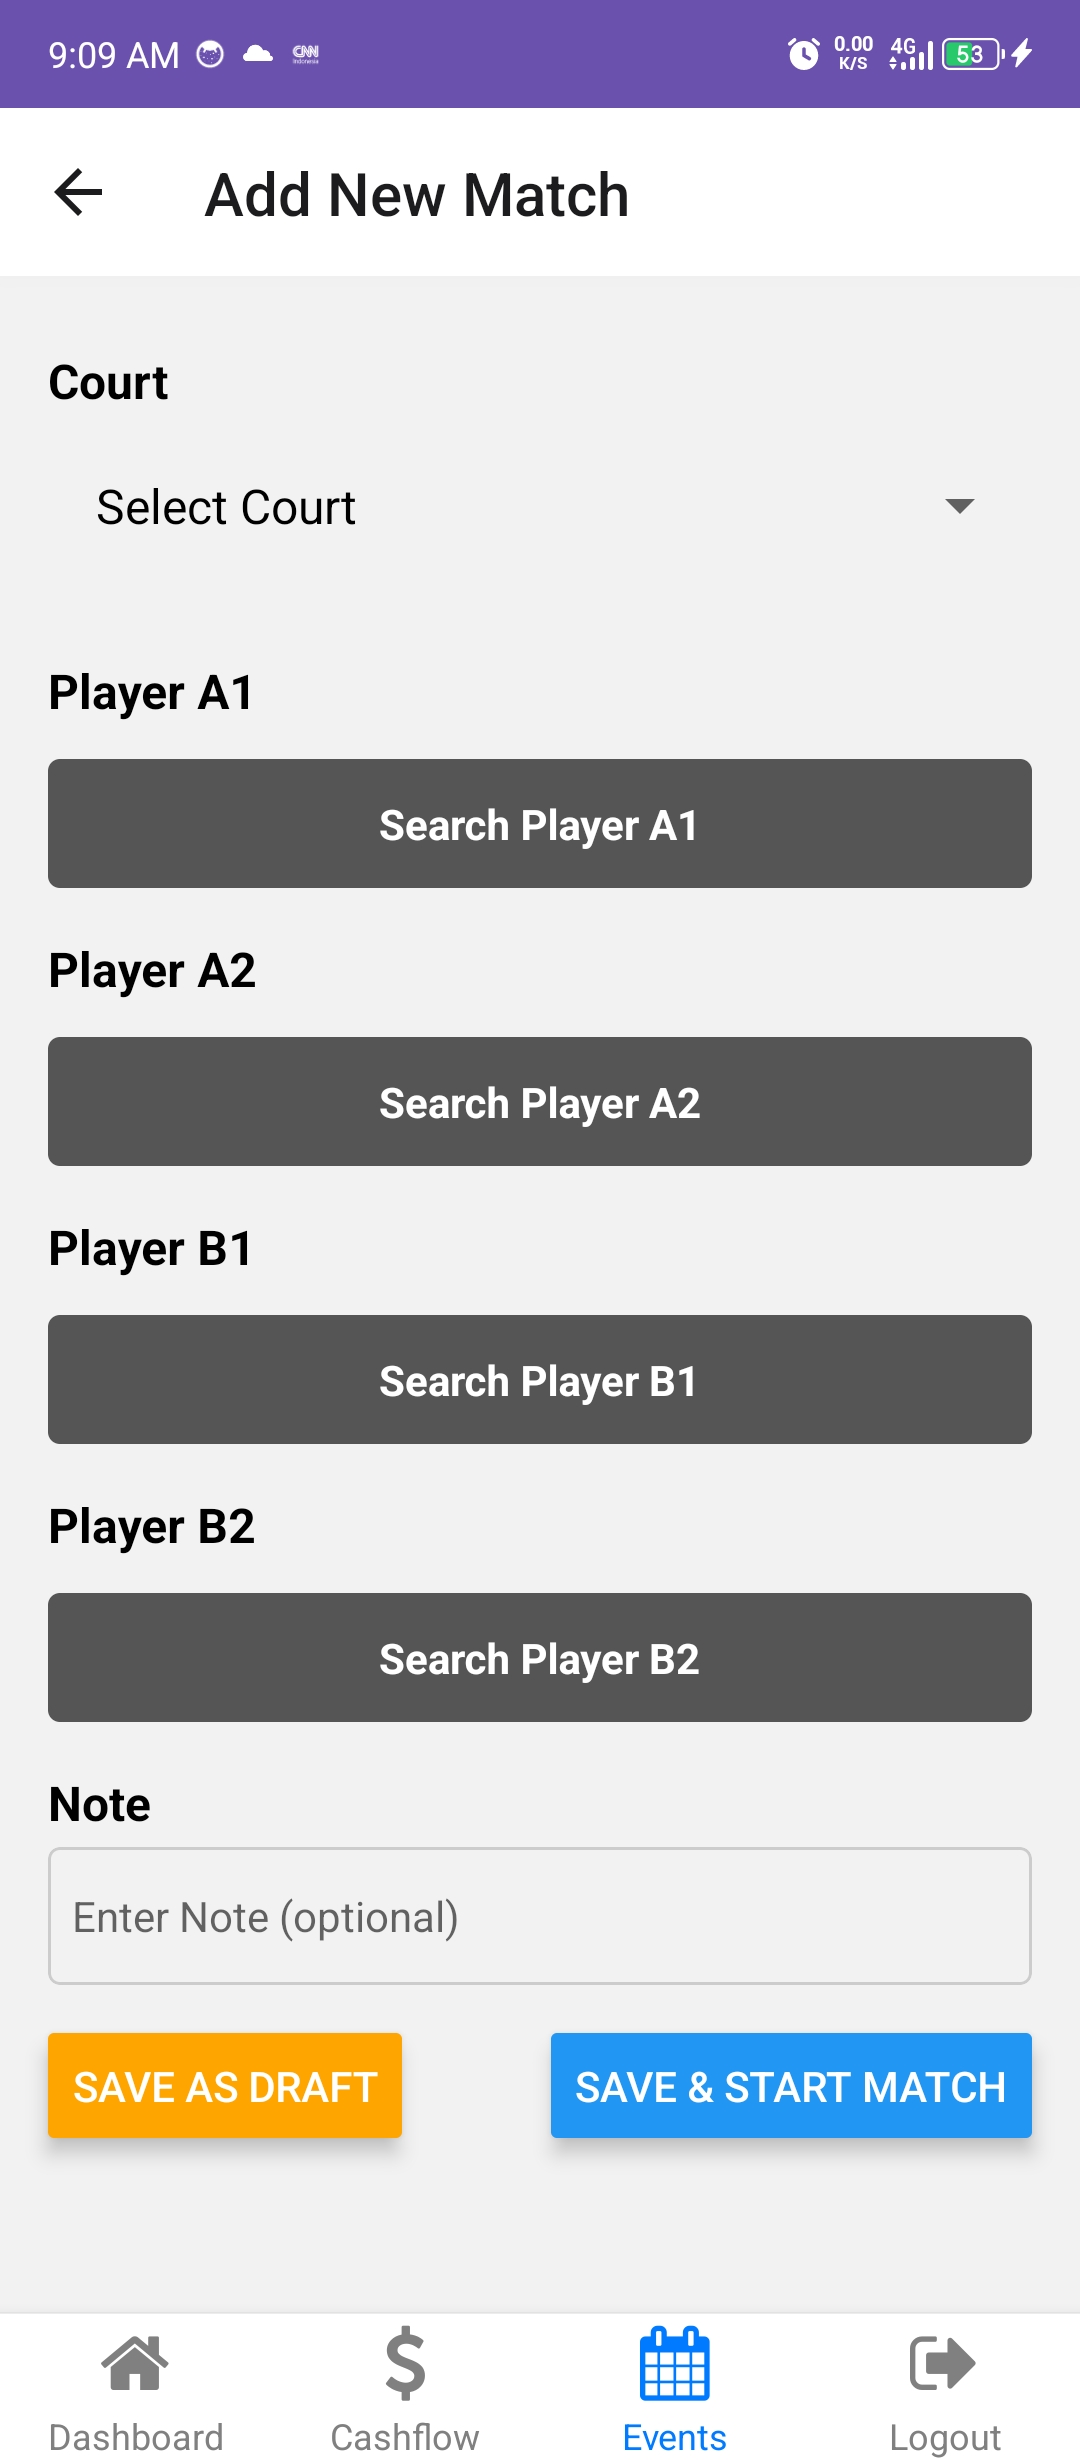 9:09 AM CNN Indonesia 0.00 K/S 4G 53
Add New Match
Court
Select Court
Player A1
Search Player A1
Player A2
Search Player A2
Player B1
Search Player B1
Player B2
Search Player B2
Note
Enter Note (optional)
SAVE AS DRAFT SAVE & START MATCH
Dashboard Cashflow Events Logout